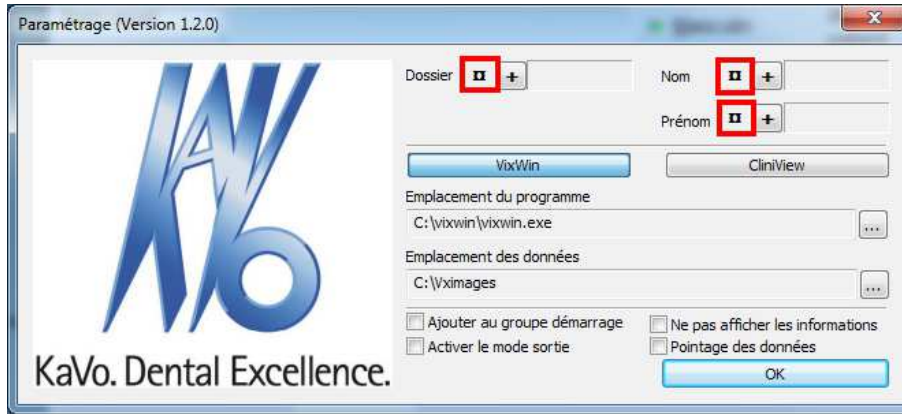 Paramétrage (Version 1.2.0)
Dossier ¤ +
Nom ¤ +
Prénom ¤ +
VixWin CliniView
Emplacement du programme
C:\vixwin\vixwin.exe ...
Emplacement des données
C:\Vximages ...
Ajouter au groupe démarrage Ne pas afficher les informations
Activer le mode sortie Pointage des données
OK
KAVO
KaVo. Dental Excellence.